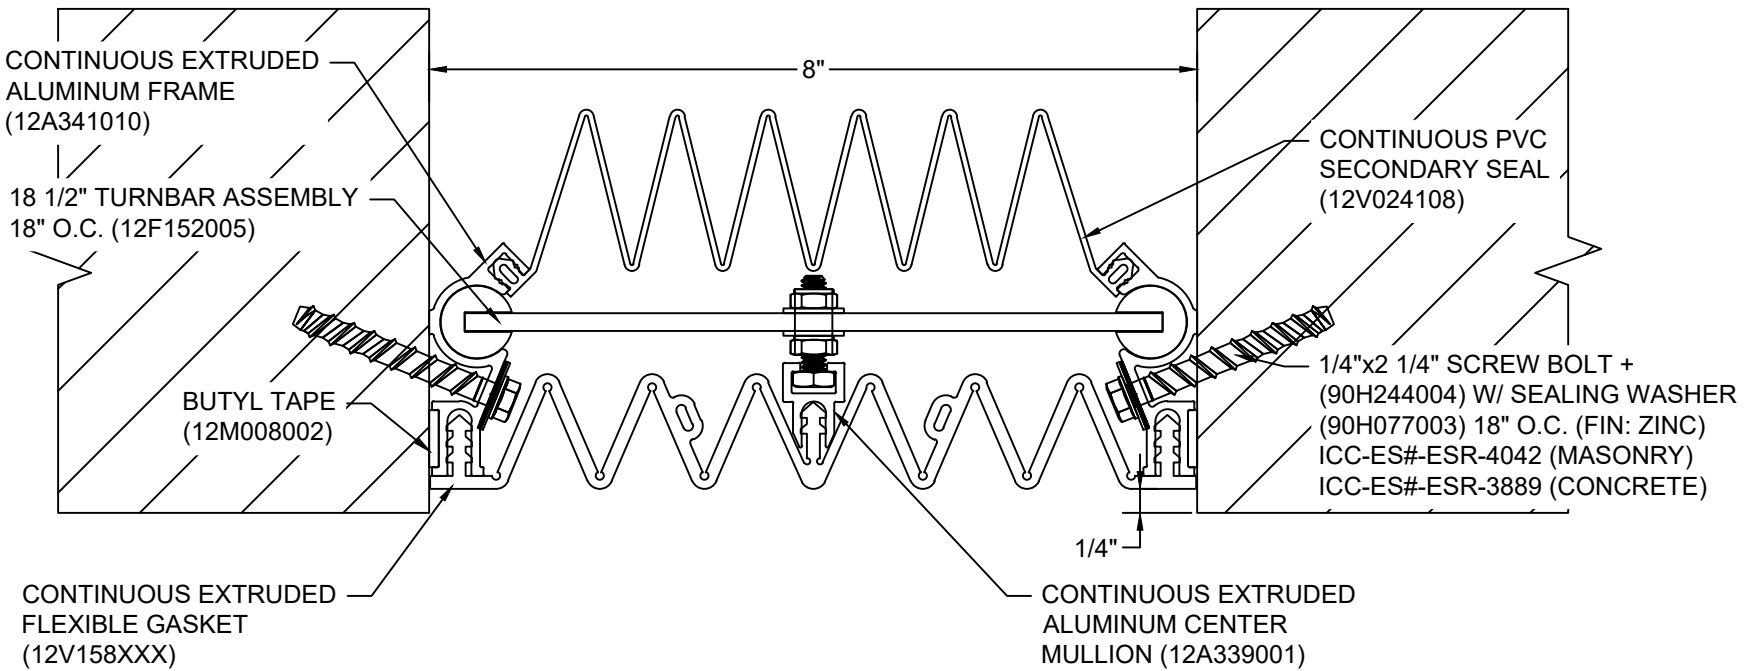 CONTINUOUS EXTRUDED
ALUMINUM FRAME
(12A341010)
8"
CONTINUOUS PVC
SECONDARY SEAL
(12V024108)
18 1/2" TURNBAR ASSEMBLY
18" O.C. (12F152005)
BUTYL TAPE
(12M008002)
1/4"x2 1/4" SCREW BOLT +
(90H244004) W/ SEALING WASHER
(90H077003) 18" O.C. (FIN: ZINC)
ICC-ES#-ESR-4042 (MASONRY)
ICC-ES#-ESR-3889 (CONCRETE)
1/4"
CONTINUOUS EXTRUDED
FLEXIBLE GASKET
(12V158XXX)
CONTINUOUS EXTRUDED
ALUMINUM CENTER
MULLION (12A339001)